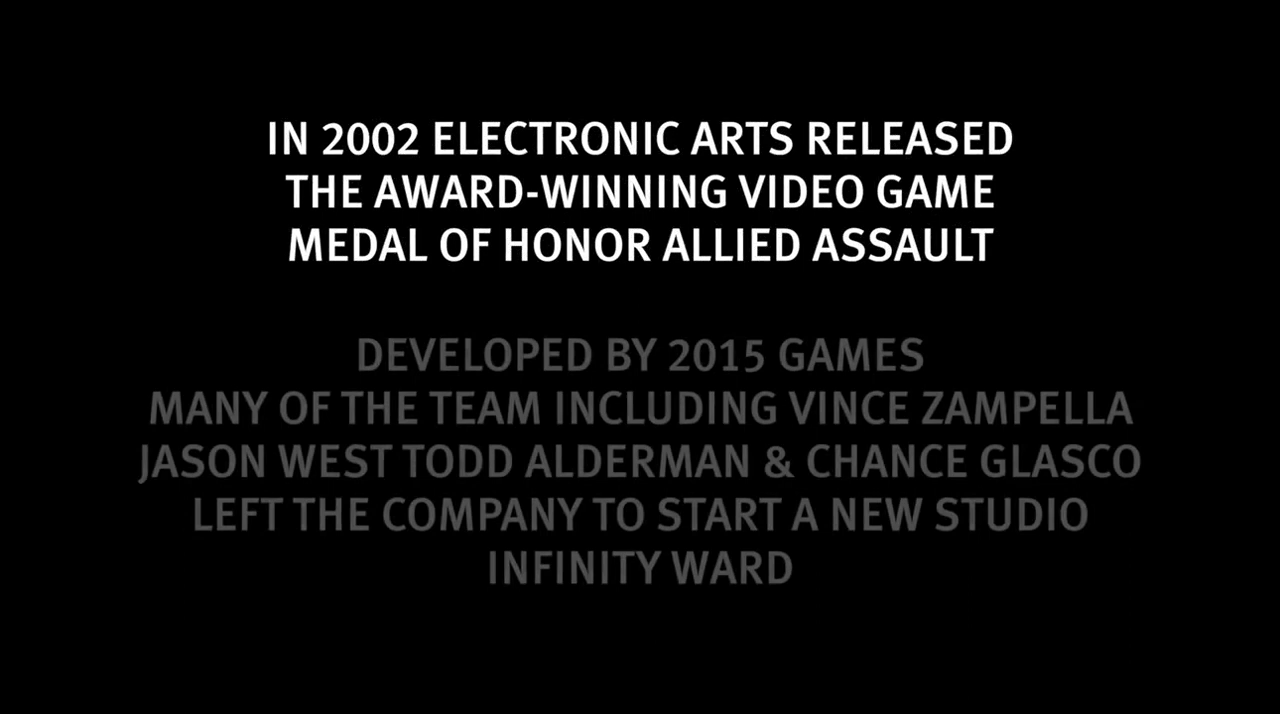 IN 2002 ELECTRONIC ARTS RELEASED
THE AWARD-WINNING VIDEO GAME
MEDAL OF HONOR ALLIED ASSAULT
DEVELOPED BY 2015 GAMES
MANY OF THE TEAM INCLUDING VINCE ZAMPELLA
JASON WEST TODD ALDERMAN & CHANCE GLASCO
LEFT THE COMPANY TO START A NEW STUDIO
INFINITY WARD